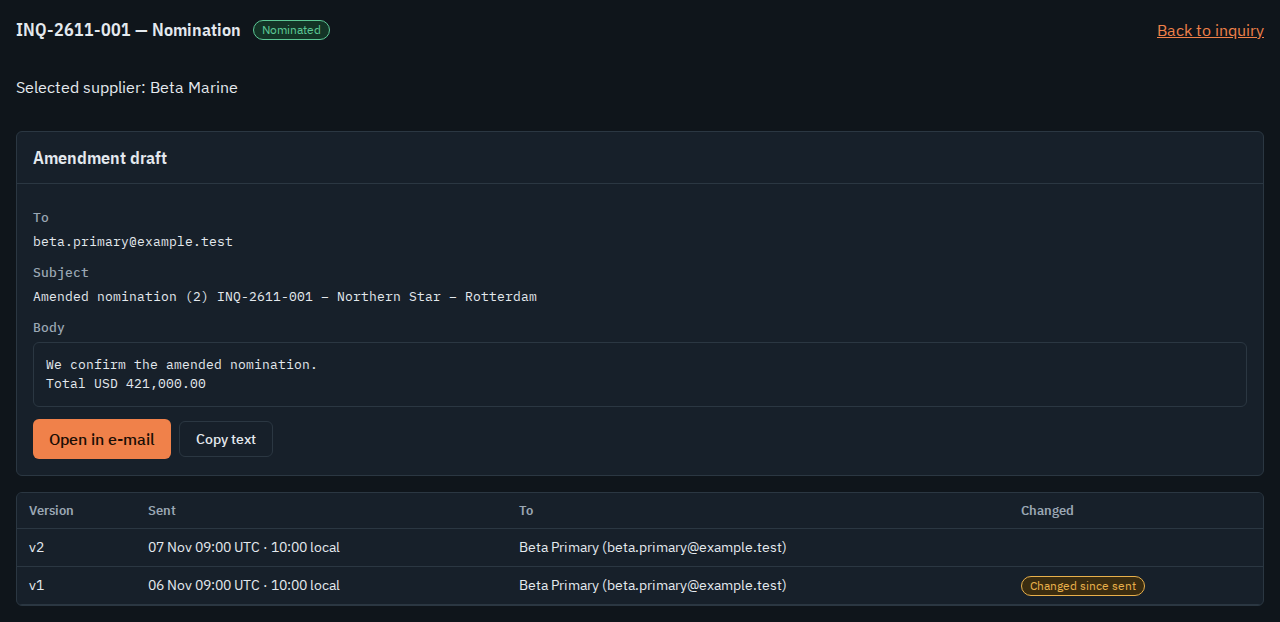 INQ-2611-001 — Nomination Nominated Back to inquiry
Selected supplier: Beta Marine
Amendment draft
To
beta.primary@example.test
Subject
Amended nomination (2) INQ-2611-001 – Northern Star – Rotterdam
Body
We confirm the amended nomination.
Total USD 421,000.00
Open in e-mail Copy text
Version Sent To Changed
v2 07 Nov 09:00 UTC · 10:00 local Beta Primary (beta.primary@example.test)
v1 06 Nov 09:00 UTC · 10:00 local Beta Primary (beta.primary@example.test) Changed since sent